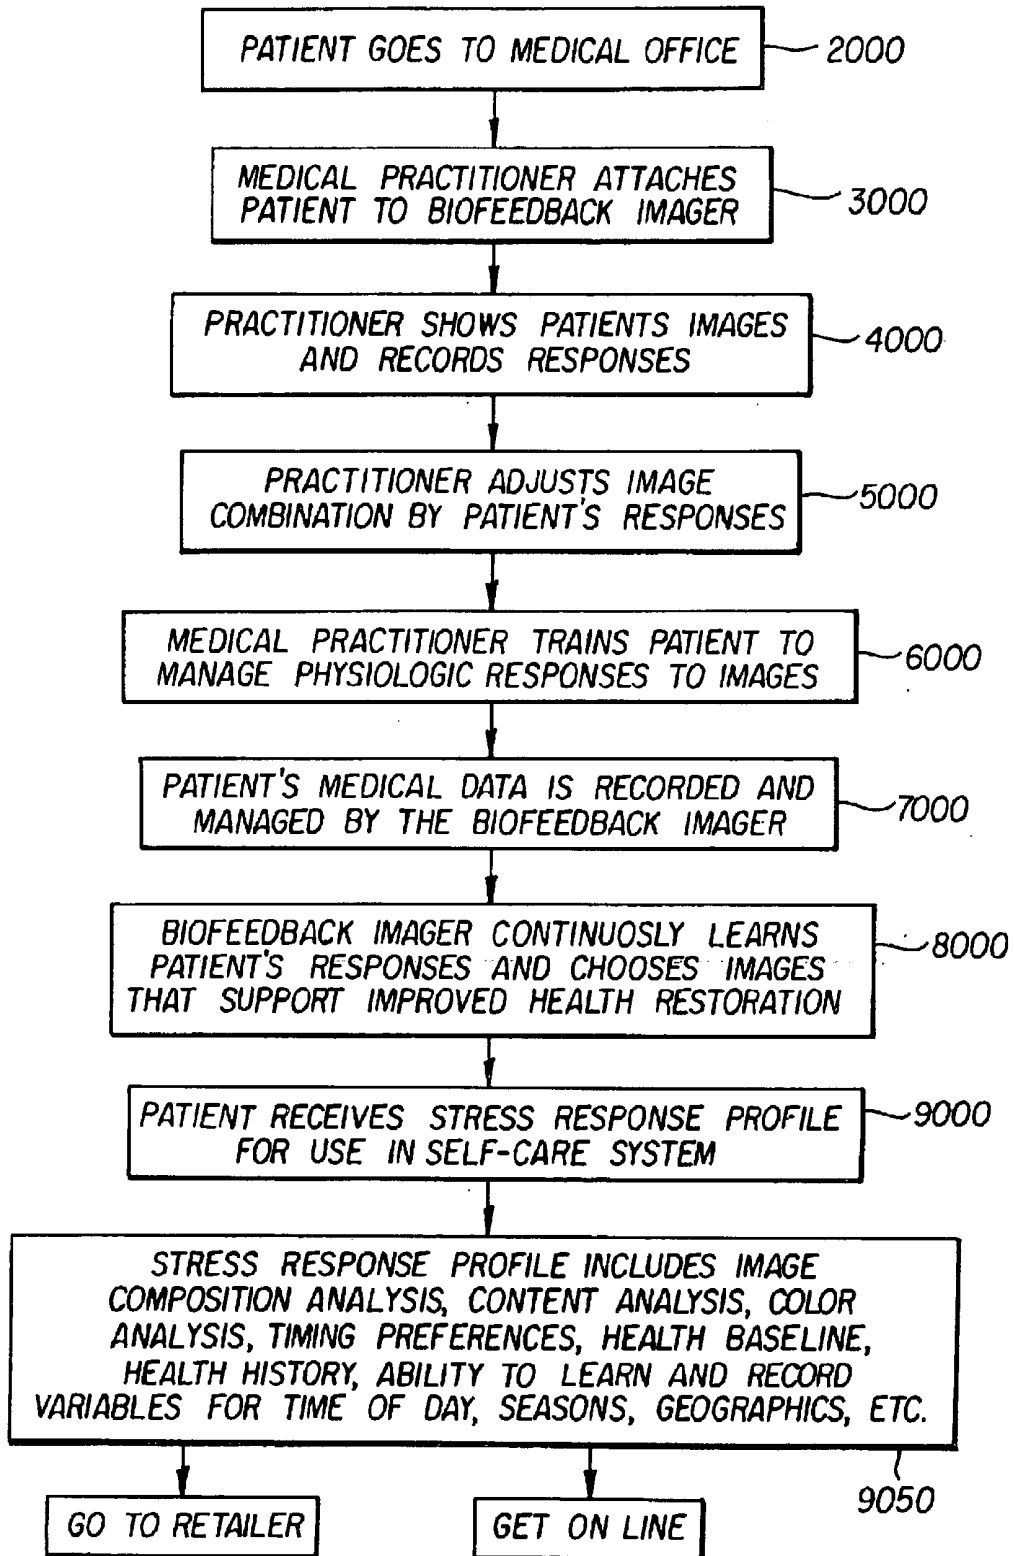 PATIENT GOES TO MEDICAL OFFICE
2000
MEDICAL PRACTITIONER ATTACHES
PATIENT TO BIOFEEDBACK IMAGER
3000
PRACTITIONER SHOWS PATIENTS IMAGES
AND RECORDS RESPONSES
4000
PRACTITIONER ADJUSTS IMAGE
COMBINATION BY PATIENT'S RESPONSES
5000
MEDICAL PRACTITIONER TRAINS PATIENT TO
MANAGE PHYSIOLOGIC RESPONSES TO IMAGES
6000
PATIENT'S MEDICAL DATA IS RECORDED AND
MANAGED BY THE BIOFEEDBACK IMAGER
7000
BIOFEEDBACK IMAGER CONTINUOSLY LEARNS
PATIENT'S RESPONSES AND CHOOSES IMAGES
THAT SUPPORT IMPROVED HEALTH RESTORATION
8000
PATIENT RECEIVES STRESS RESPONSE PROFILE
FOR USE IN SELF-CARE SYSTEM
9000
STRESS RESPONSE PROFILE INCLUDES IMAGE
COMPOSITION ANALYSIS, CONTENT ANALYSIS, COLOR
ANALYSIS, TIMING PREFERENCES, HEALTH BASELINE,
HEALTH HISTORY, ABILITY TO LEARN AND RECORD
VARIABLES FOR TIME OF DAY, SEASONS, GEOGRAPHICS, ETC.
9050
GO TO RETAILER
GET ON LINE